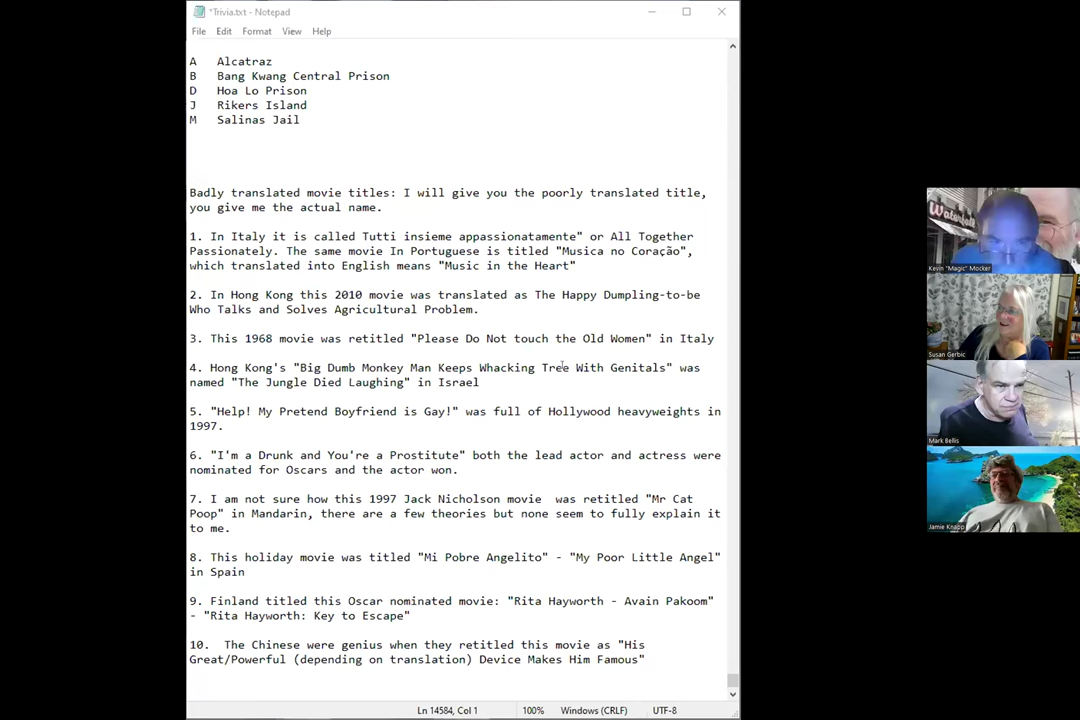 *Trivia.txt - Notepad
File Edit Format View Help
A Alcatraz
B Bang Kwang Central Prison
D Hoa Lo Prison
J Rikers Island
M Salinas Jail
Badly translated movie titles: I will give you the poorly translated title,
you give me the actual name.
1. In Italy it is called Tutti insieme appassionatamente" or All Together
Passionately. The same movie In Portuguese is titled "Musica no Coração",
which translated into English means "Music in the Heart"
2. In Hong Kong this 2010 movie was translated as The Happy Dumpling-to-be
Who Talks and Solves Agricultural Problem.
3. This 1968 movie was retitled "Please Do Not touch the Old Women" in Italy
4. Hong Kong's "Big Dumb Monkey Man Keeps Whacking Tree With Genitals" was
named "The Jungle Died Laughing" in Israel
5. "Help! My Pretend Boyfriend is Gay!" was full of Hollywood heavyweights in
1997.
6. "I'm a Drunk and You're a Prostitute" both the lead actor and actress were
nominated for Oscars and the actor won.
7. I am not sure how this 1997 Jack Nicholson movie was retitled "Mr Cat
Poop" in Mandarin, there are a few theories but none seem to fully explain it
to me.
8. This holiday movie was titled "Mi Pobre Angelito" - "My Poor Little Angel"
in Spain
9. Finland titled this Oscar nominated movie: "Rita Hayworth - Avain Pakoom"
- "Rita Hayworth: Key to Escape"
10. The Chinese were genius when they retitled this movie as "His
Great/Powerful (depending on translation) Device Makes Him Famous"
Ln 14584, Col 1 100% Windows (CRLF) UTF-8
Waterfall
Kevin "Magic" Mocker
Susan Gerbic
Mark Bellis
Jamie Knapp